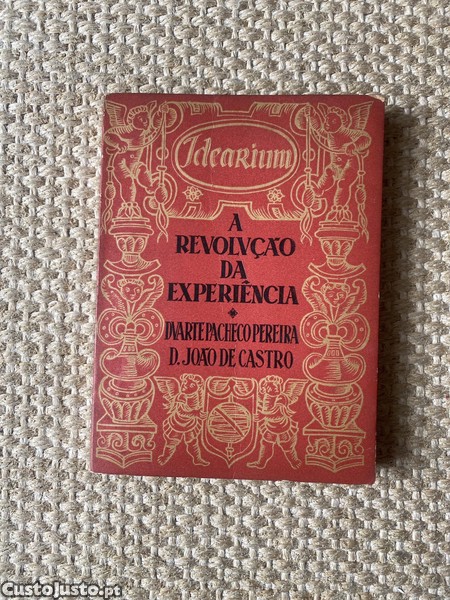 Idearium
A
REVOLVÇÃO
DA
EXPERIÊNCIA
DVARTE PACHECO PEREIRA
D. JOÃO DE CASTRO
CustoJusto.pt